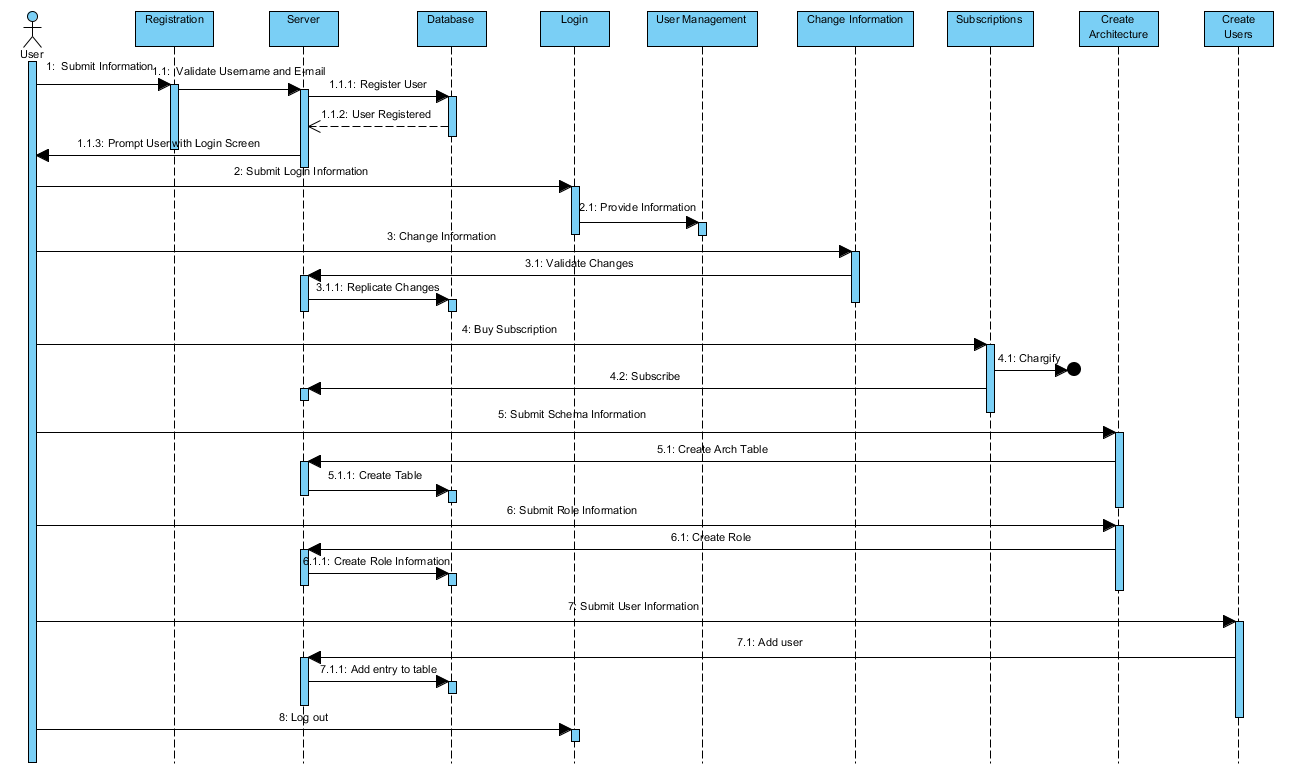 Registration
Server
Database
Login
User Management
Change Information
Subscriptions
Create
Architecture
Create
Users
User
1: Submit Information
1.1: Validate Username and E-mail
1.1.1: Register User
1.1.2: User Registered
1.1.3: Prompt User with Login Screen
2: Submit Login Information
2.1: Provide Information
3: Change Information
3.1: Validate Changes
3.1.1: Replicate Changes
4: Buy Subscription
4.1: Chargify
4.2: Subscribe
5: Submit Schema Information
5.1: Create Arch Table
5.1.1: Create Table
6: Submit Role Information
6.1: Create Role
6.1.1: Create Role Information
7: Submit User Information
7.1: Add user
7.1.1: Add entry to table
8: Log out